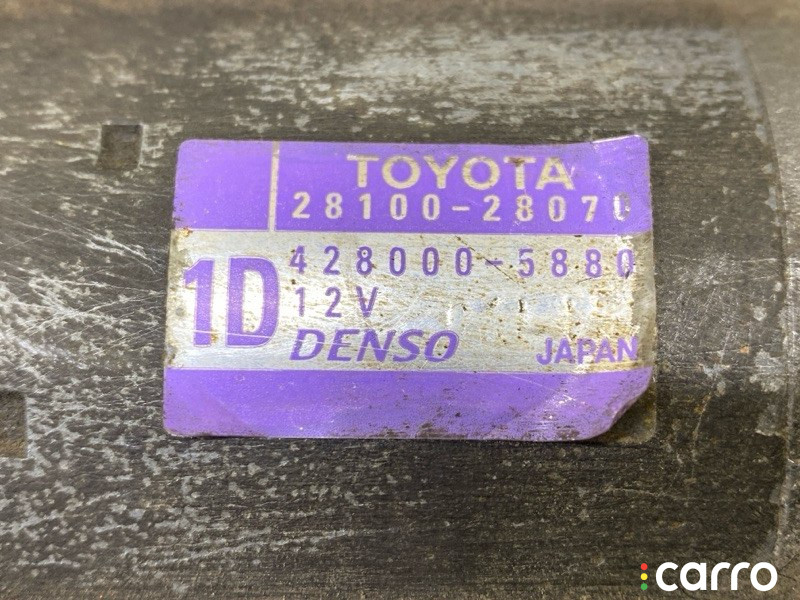 TOYOTA
28100-28070
1D
428000-5880
12V
DENSO JAPAN
carro